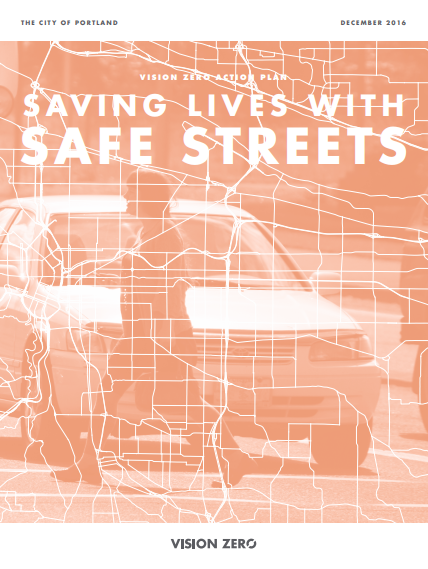 THE CITY OF PORTLAND
DECEMBER 2016
VISION ZERO ACTION PLAN
SAVING LIVES WITH
SAFE STREETS
VISION ZERO